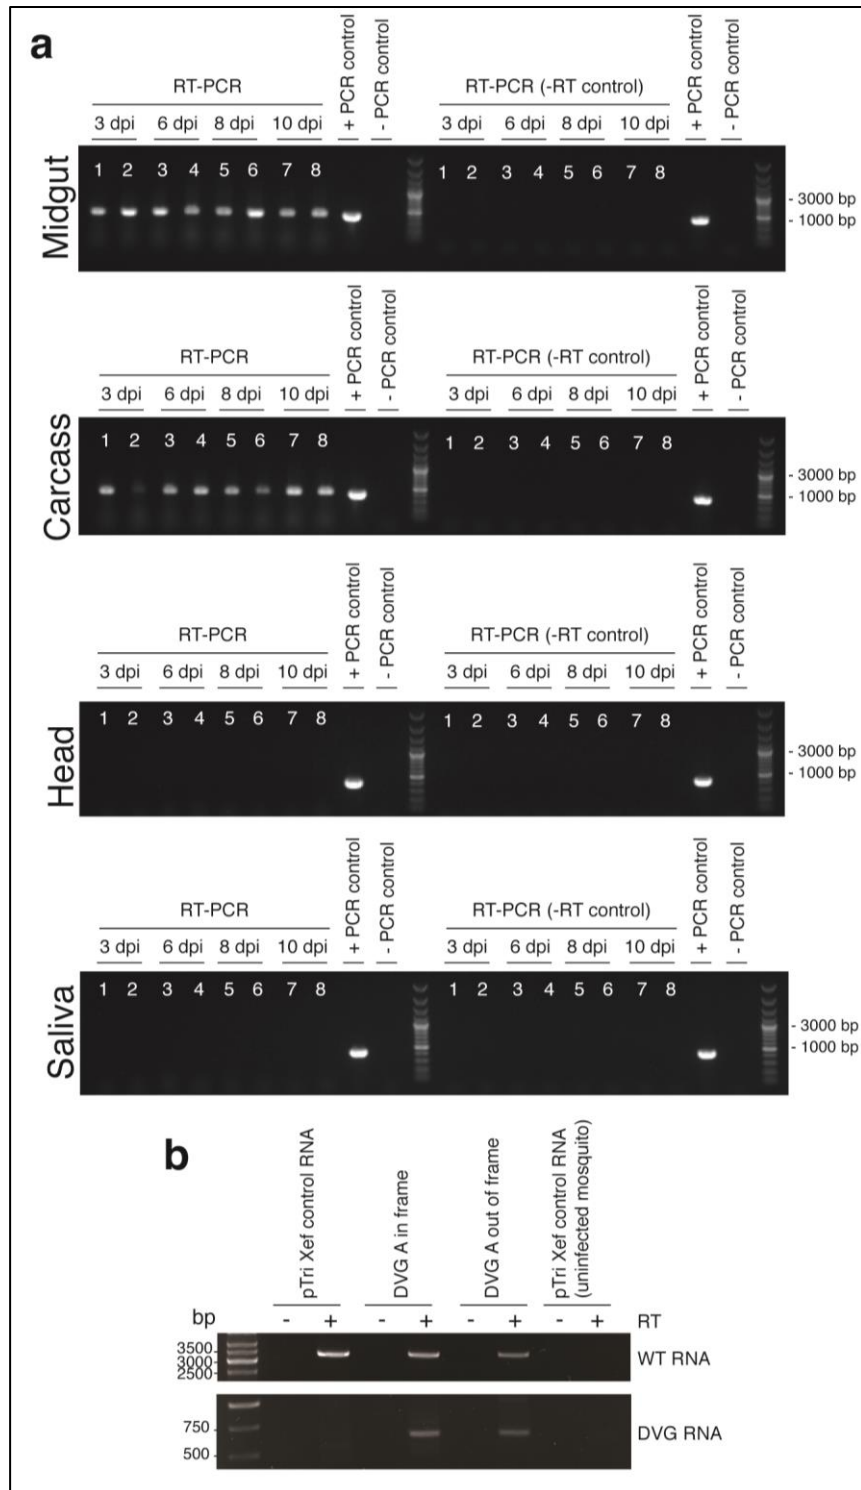 a
RT-PCR
+ PCR control
- PCR control
RT-PCR (-RT control)
+ PCR control
- PCR control
3 dpi 6 dpi 8 dpi 10 dpi
3 dpi 6 dpi 8 dpi 10 dpi
Midgut
1 2 3 4 5 6 7 8
1 2 3 4 5 6 7 8
- 3000 bp
- 1000 bp
RT-PCR
+ PCR control
- PCR control
RT-PCR (-RT control)
+ PCR control
- PCR control
3 dpi 6 dpi 8 dpi 10 dpi
3 dpi 6 dpi 8 dpi 10 dpi
Carcass
1 2 3 4 5 6 7 8
1 2 3 4 5 6 7 8
- 3000 bp
- 1000 bp
RT-PCR
+ PCR control
- PCR control
RT-PCR (-RT control)
+ PCR control
- PCR control
3 dpi 6 dpi 8 dpi 10 dpi
3 dpi 6 dpi 8 dpi 10 dpi
Head
1 2 3 4 5 6 7 8
1 2 3 4 5 6 7 8
- 3000 bp
- 1000 bp
RT-PCR
+ PCR control
- PCR control
RT-PCR (-RT control)
+ PCR control
- PCR control
3 dpi 6 dpi 8 dpi 10 dpi
3 dpi 6 dpi 8 dpi 10 dpi
Saliva
1 2 3 4 5 6 7 8
1 2 3 4 5 6 7 8
- 3000 bp
- 1000 bp
b
pTri Xef control RNA
DVG A in frame
DVG A out of frame
pTri Xef control RNA
(uninfected mosquito)
bp - + - + - + - + RT
3500
3000
2500
WT RNA
750
500
DVG RNA